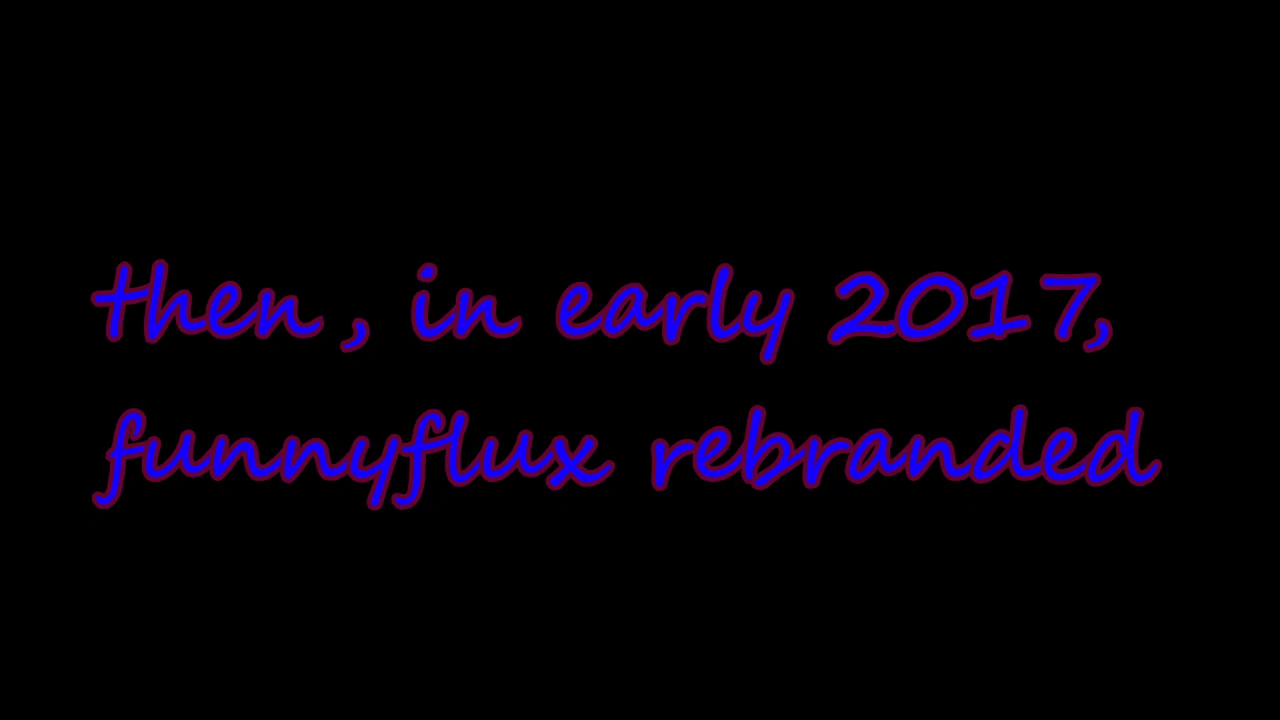 then , in early 2017,
funnyflux rebranded